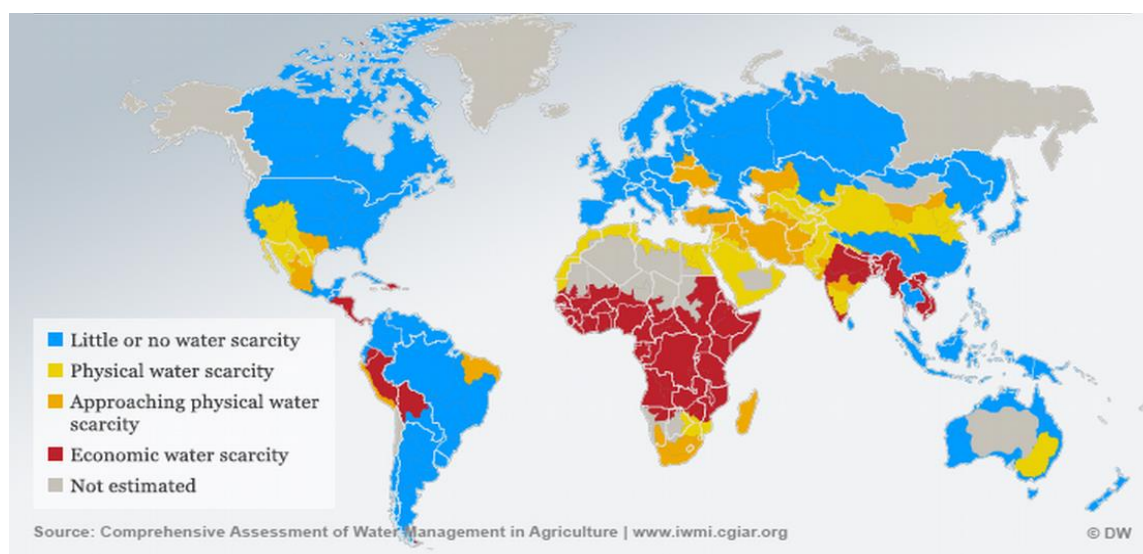 Little or no water scarcity
Physical water scarcity
Approaching physical water
scarcity
Economic water scarcity
Not estimated
Source: Comprehensive Assessment of Water Management in Agriculture | www.iwmi.cgiar.org
© DW